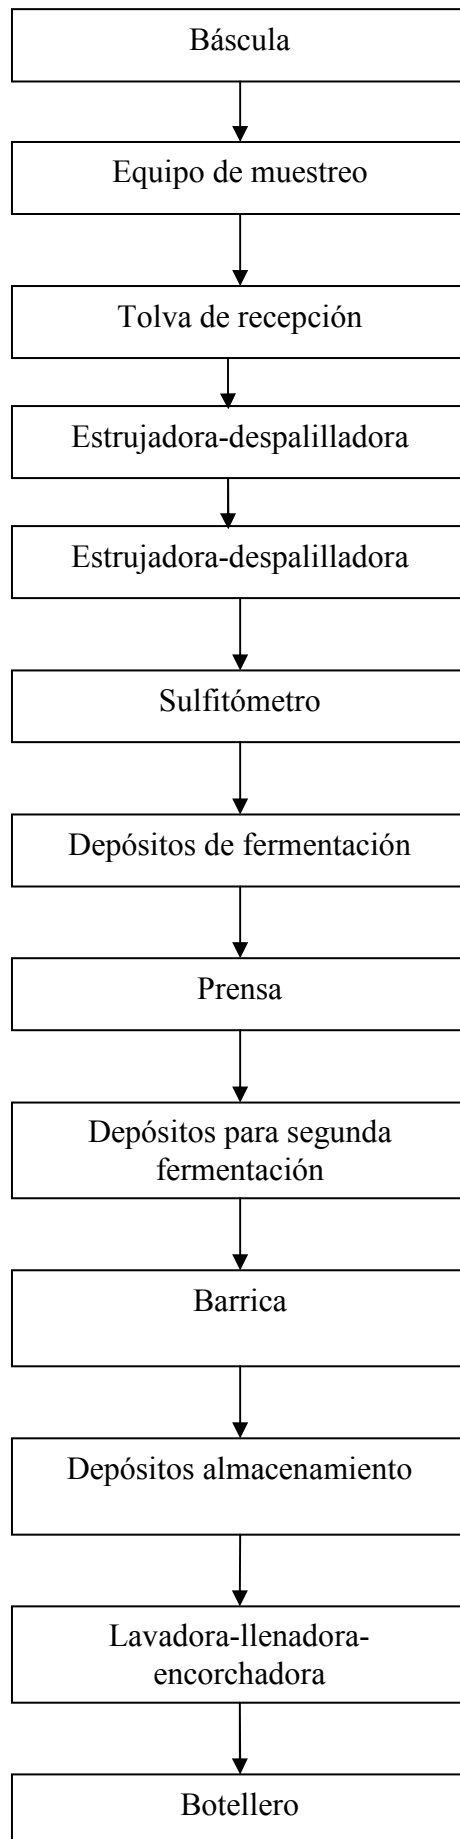 Báscula
Equipo de muestreo
Tolva de recepción
Estrujadora-despalilladora
Estrujadora-despalilladora
Sulfitómetro
Depósitos de fermentación
Prensa
Depósitos para segunda
fermentación
Barrica
Depósitos almacenamiento
Lavadora-llenadora-
encorchadora
Botellero